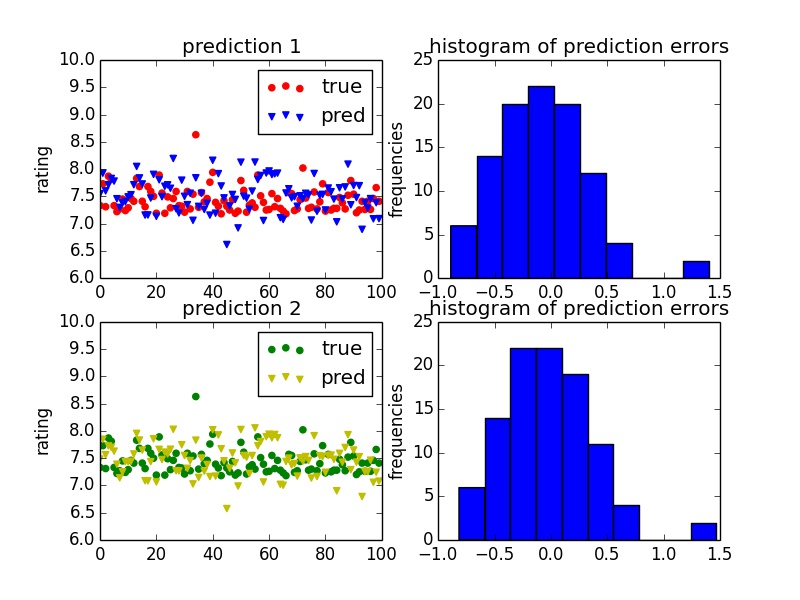 prediction 1
10.0
9.5
9.0
8.5
8.0
7.5
7.0
6.5
6.0
rating
true
pred
0 20 40 60 80 100
histogram of prediction errors
25
20
15
10
5
0
frequencies
−1.0 −0.5 0.0 0.5 1.0 1.5
prediction 2
10.0
9.5
9.0
8.5
8.0
7.5
7.0
6.5
6.0
rating
true
pred
0 20 40 60 80 100
histogram of prediction errors
25
20
15
10
5
0
frequencies
−1.0 −0.5 0.0 0.5 1.0 1.5